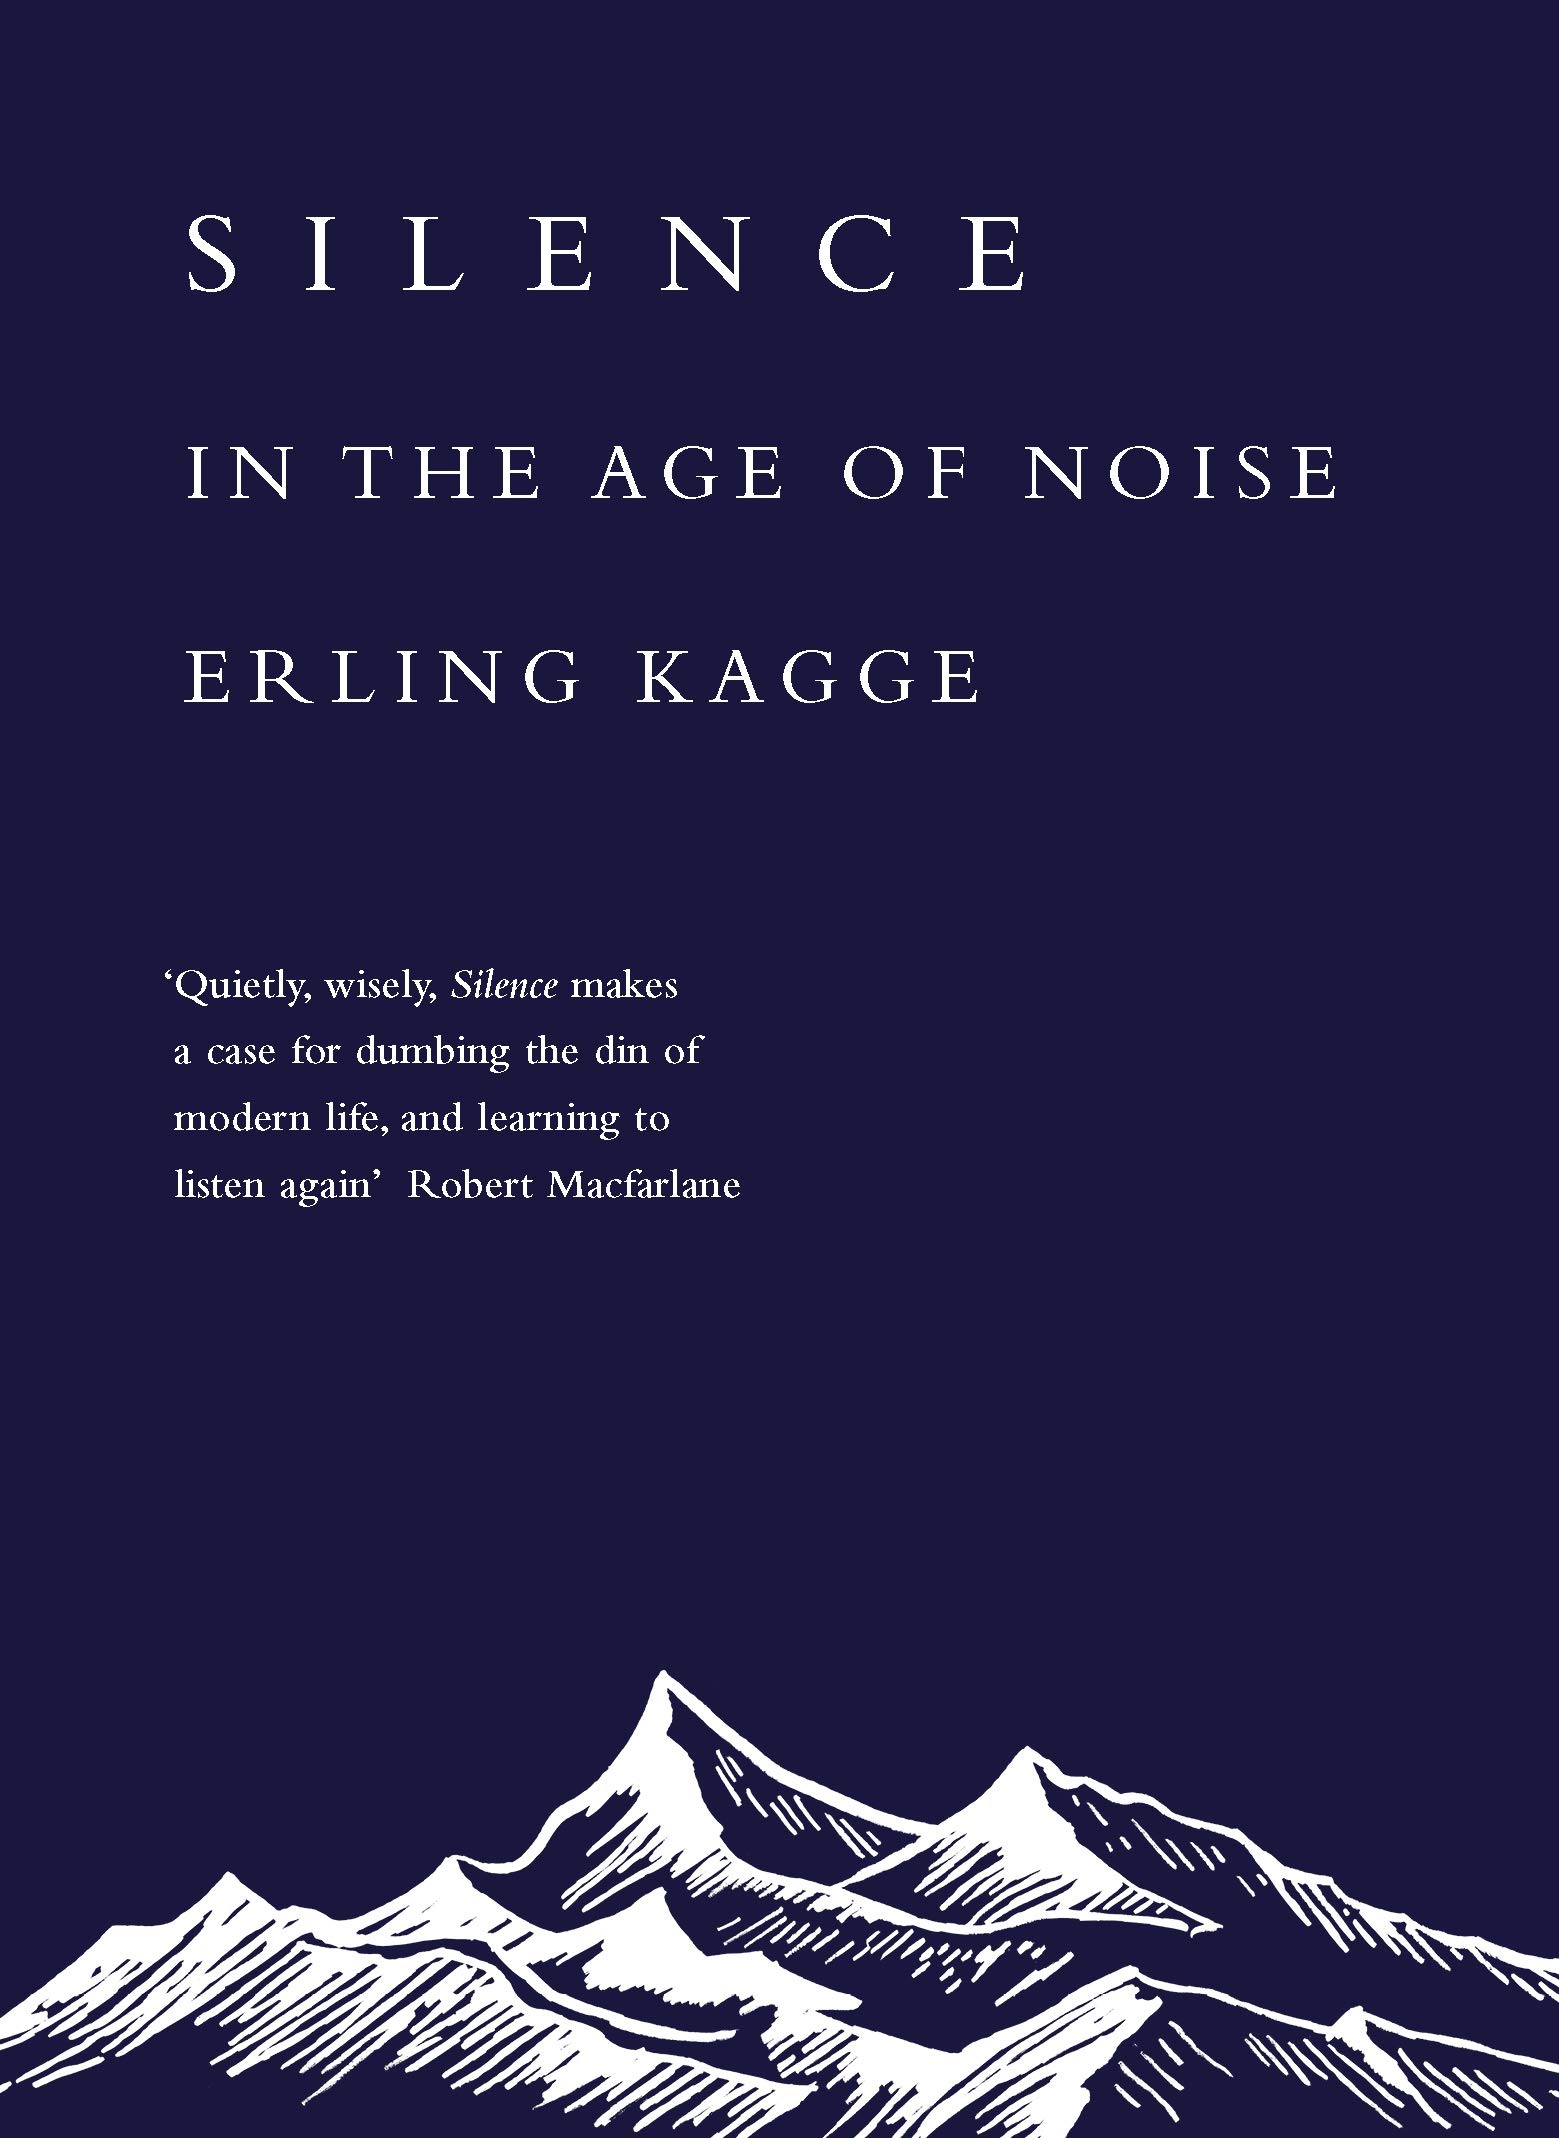 SILENCE
IN THE AGE OF NOISE
ERLING KAGGE
‘Quietly, wisely, Silence makes
a case for dumbing the din of
modern life, and learning to
listen again’ Robert Macfarlane